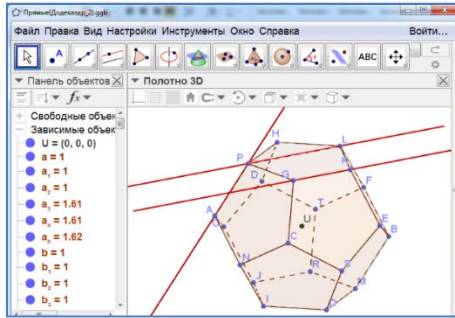 Прямые(Додекаэдр_2).ggb
Файл Правка Вид Настройки Инструменты Окно Справка
Войти...
ABC
Панель объектов
Полотно 3D
Свободные объек
Зависимые объек
U = (0, 0, 0)
a = 1
a₁ = 1
a₂ = 1
a₃ = 1.61
a₄ = 1.61
a₅ = 1.62
b = 1
b₁ = 1
b₂ = 1
b₃ = 1
H
L
P
K
D
G
F
T
A
U
E
B
C
N
S
J
R
M
I